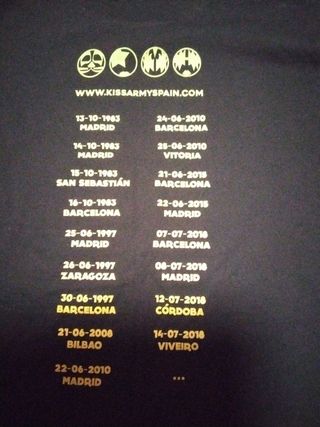 WWW.KISSARMYSPAIN.COM
13-10-1983
MADRID
14-10-1983
MADRID
15-10-1983
SAN SEBASTIÁN
16-10-1983
BARCELONA
25-06-1997
MADRID
26-06-1997
ZARAGOZA
30-06-1997
BARCELONA
21-06-2008
BILBAO
22-06-2010
MADRID
24-06-2010
BARCELONA
25-06-2010
VITORIA
21-06-2015
BARCELONA
22-06-2015
MADRID
07-07-2018
BARCELONA
08-07-2018
MADRID
12-07-2018
CÓRDOBA
14-07-2018
VIVEIRO
...